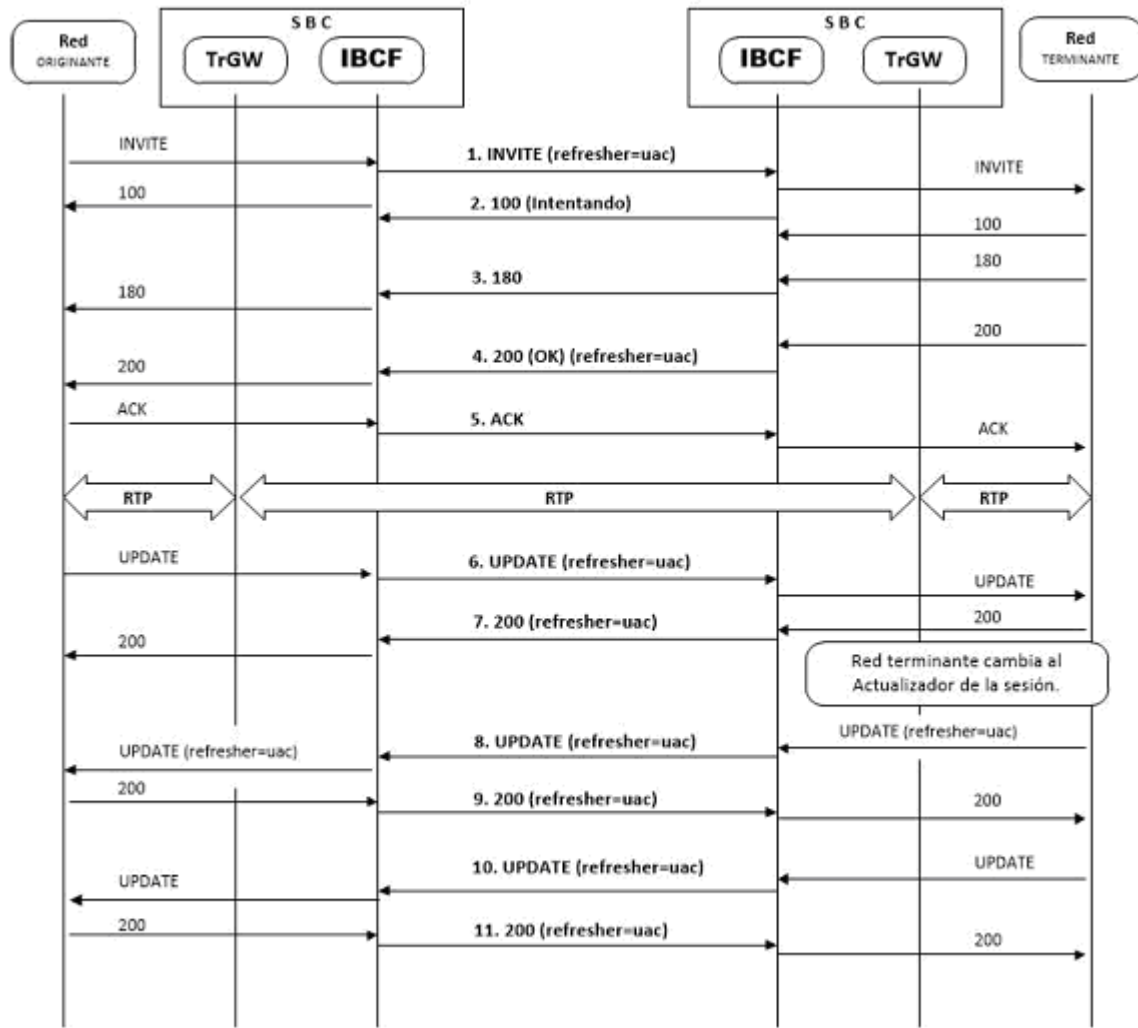 S B C
S B C
Red
ORIGINANTE
TrGW
IBCF
IBCF
TrGW
Red
TERMINANTE
INVITE
1. INVITE (refresher=uac)
INVITE
100
2. 100 (Intentando)
100
180
3. 180
180
200
4. 200 (OK) (refresher=uac)
200
ACK
5. ACK
ACK
RTP
RTP
RTP
UPDATE
6. UPDATE (refresher=uac)
UPDATE
200
7. 200 (refresher=uac)
200
Red terminante cambia al
Actualizador de la sesión.
UPDATE (refresher=uac)
8. UPDATE (refresher=uac)
UPDATE (refresher=uac)
200
9. 200 (refresher=uac)
200
10. UPDATE (refresher=uac)
UPDATE
UPDATE
200
11. 200 (refresher=uac)
200